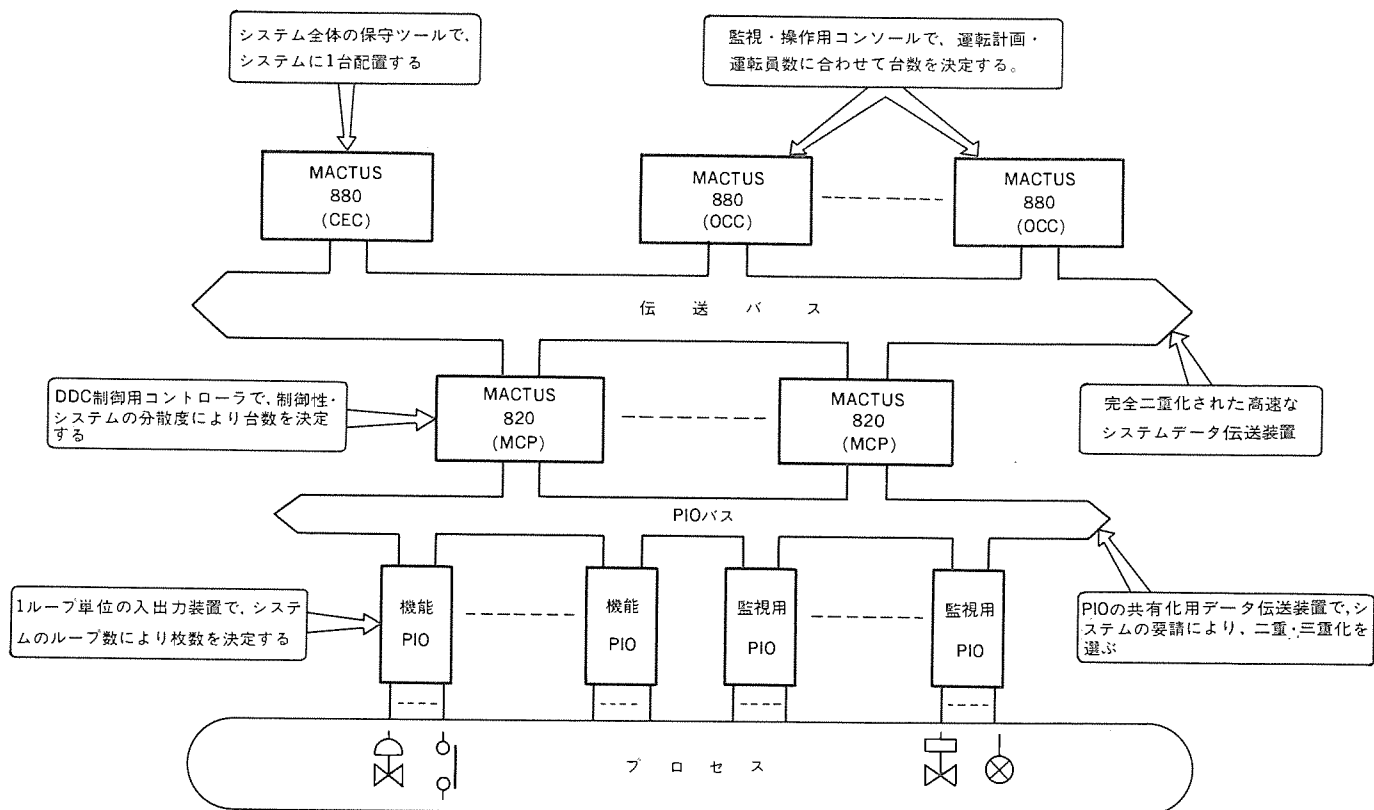 システム全体の保守ツールで、
システムに1台配置する
監視・操作用コンソールで、運転計画・
運転員数に合わせて台数を決定する。
MACTUS
880
(CEC)
MACTUS
880
(OCC)
MACTUS
880
(OCC)
伝送バス
DDC制御用コントローラで、制御性・
システムの分散度により台数を決定
する
MACTUS
820
(MCP)
MACTUS
820
(MCP)
完全二重化された高速な
システムデータ伝送装置
PIOバス
1ループ単位の入出力装置で、システ
ムのループ数により枚数を決定する
機能
PIO
機能
PIO
監視用
PIO
監視用
PIO
PIOの共有化用データ伝送装置で、シ
ステムの要請により、二重・三重化を
選ぶ
プロセス